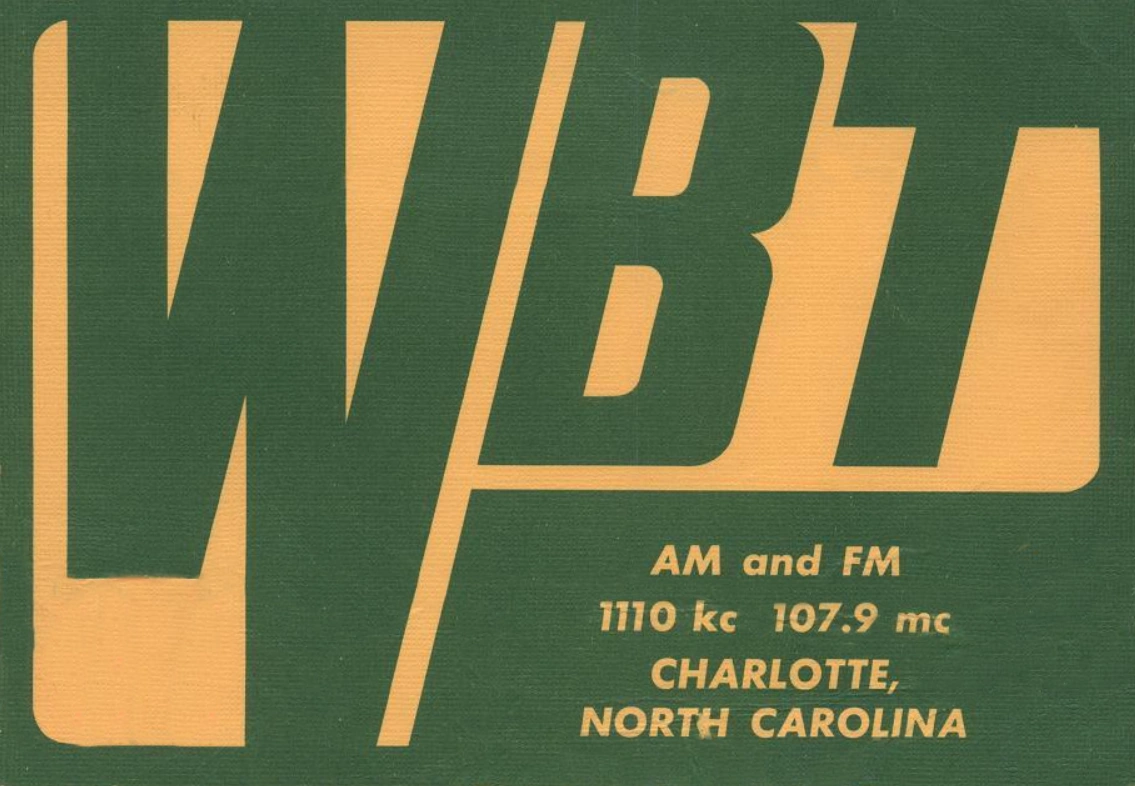 WBT
AM and FM
1110 kc 107.9 mc
CHARLOTTE,
NORTH CAROLINA